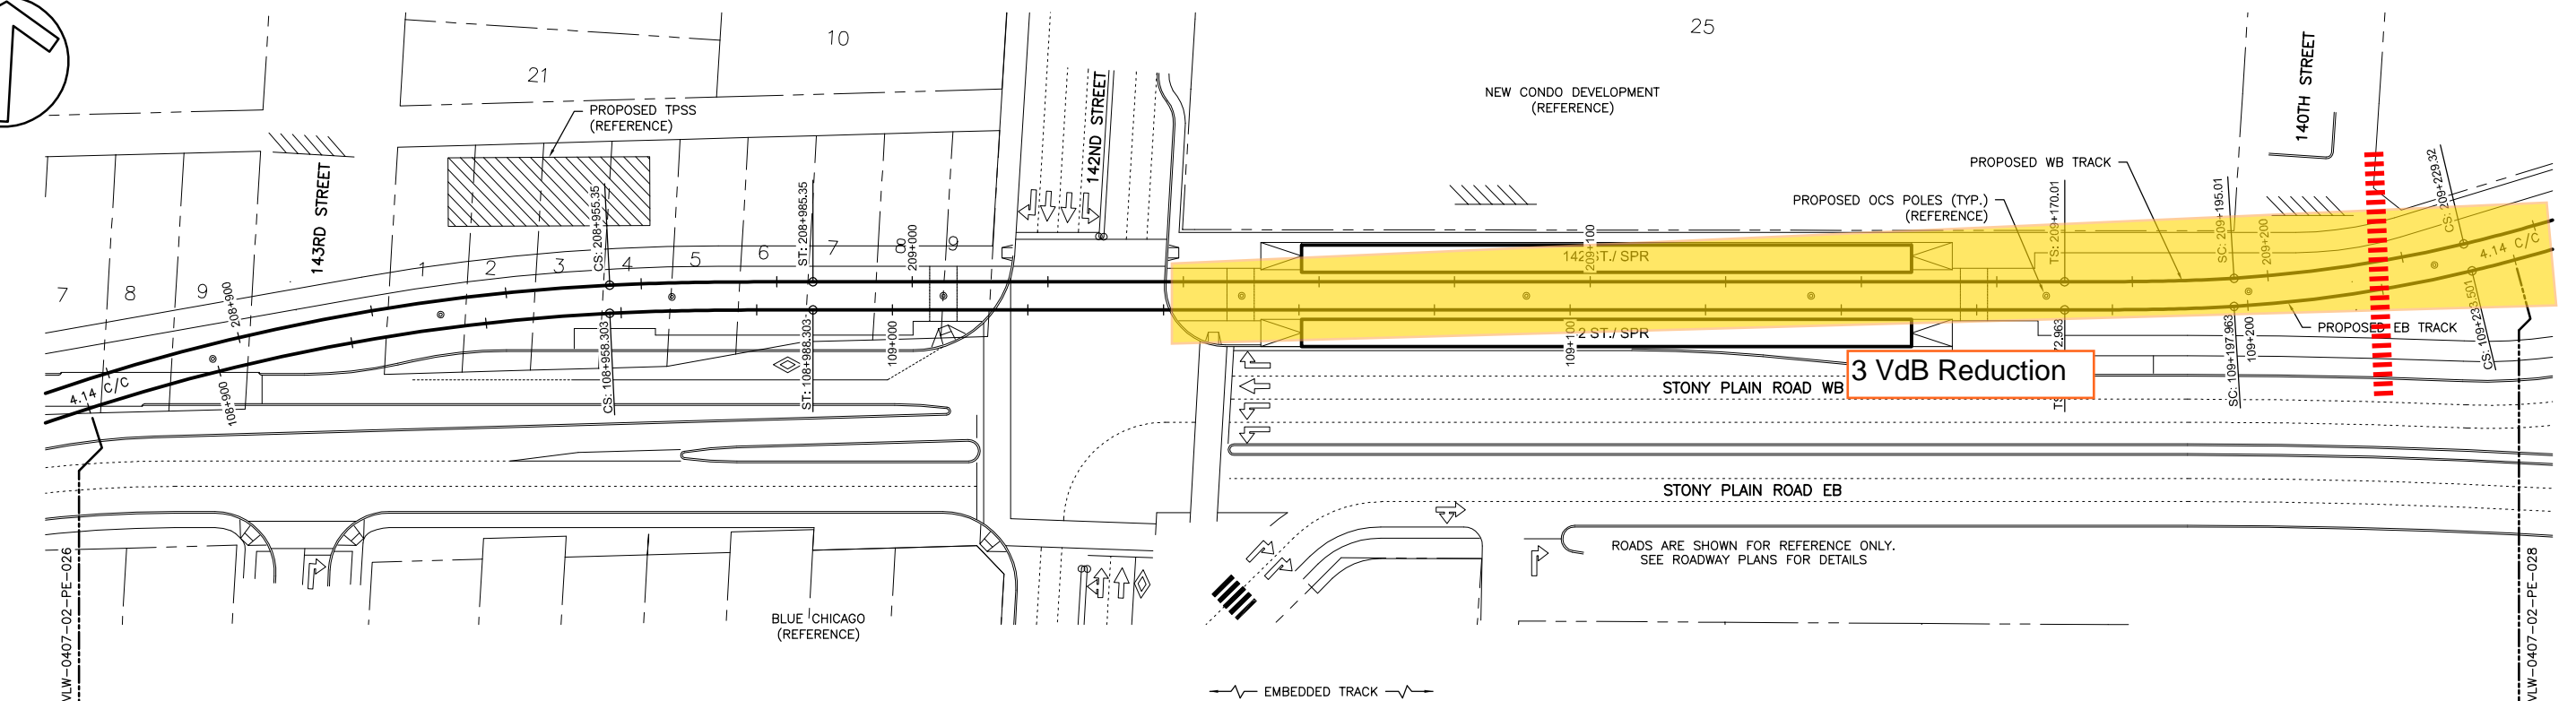 10
25
21
NEW CONDO DEVELOPMENT
(REFERENCE)
PROPOSED TPSS
(REFERENCE)
143RD STREET
142ND STREET
140TH STREET
PROPOSED WB TRACK
PROPOSED OCS POLES (TYP.)
(REFERENCE)
7
8
9
1
2
3
4
5
6
7
8
9
208+900
108+900
CS: 208+955.35
CS: 108+958.303
ST: 208+985.35
ST: 108+988.303
209+000
109+000
209+100
109+100
142 ST./ SPR
2 ST./ SPR
TS: 209+170.01
2.963
SC: 209+195.01
SC: 109+197.963
209+200
109+200
CS: 209+229.32
CS: 109+233.501
4.14 C/C
4.14 C/C
PROPOSED EB TRACK
3 VdB Reduction
STONY PLAIN ROAD WB
STONY PLAIN ROAD EB
ROADS ARE SHOWN FOR REFERENCE ONLY.
SEE ROADWAY PLANS FOR DETAILS
BLUE CHICAGO
(REFERENCE)
EMBEDDED TRACK
VLW-0407-02-PE-026
VLW-0407-02-PE-028